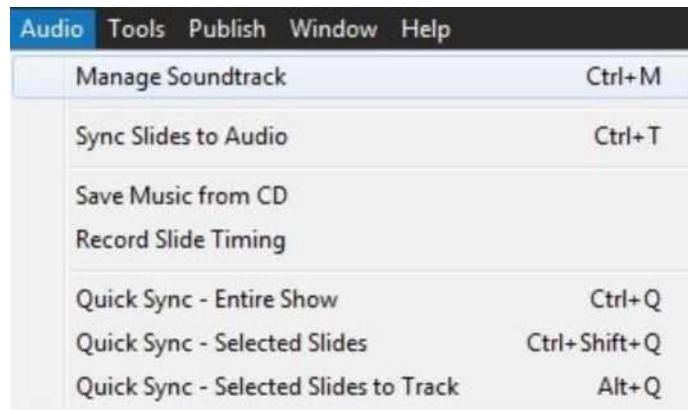 Audio Tools Publish Window Help
Manage Soundtrack Ctrl+M
Sync Slides to Audio Ctrl+T
Save Music from CD
Record Slide Timing
Quick Sync - Entire Show Ctrl+Q
Quick Sync - Selected Slides Ctrl+Shift+Q
Quick Sync - Selected Slides to Track Alt+Q